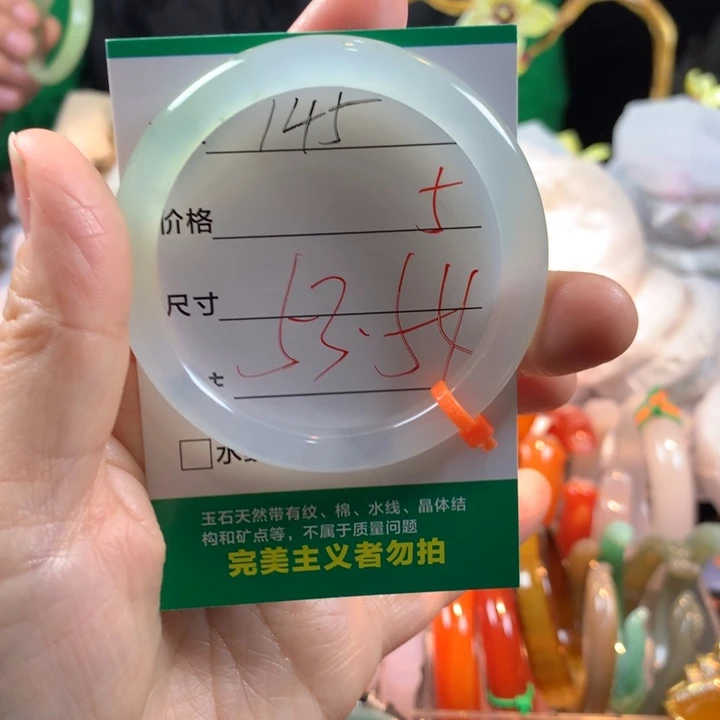 145
价格 5
尺寸 53.54
水
玉石天然带有纹、棉、水线、晶体结
构和矿点等，不属于质量问题
完美主义者勿拍